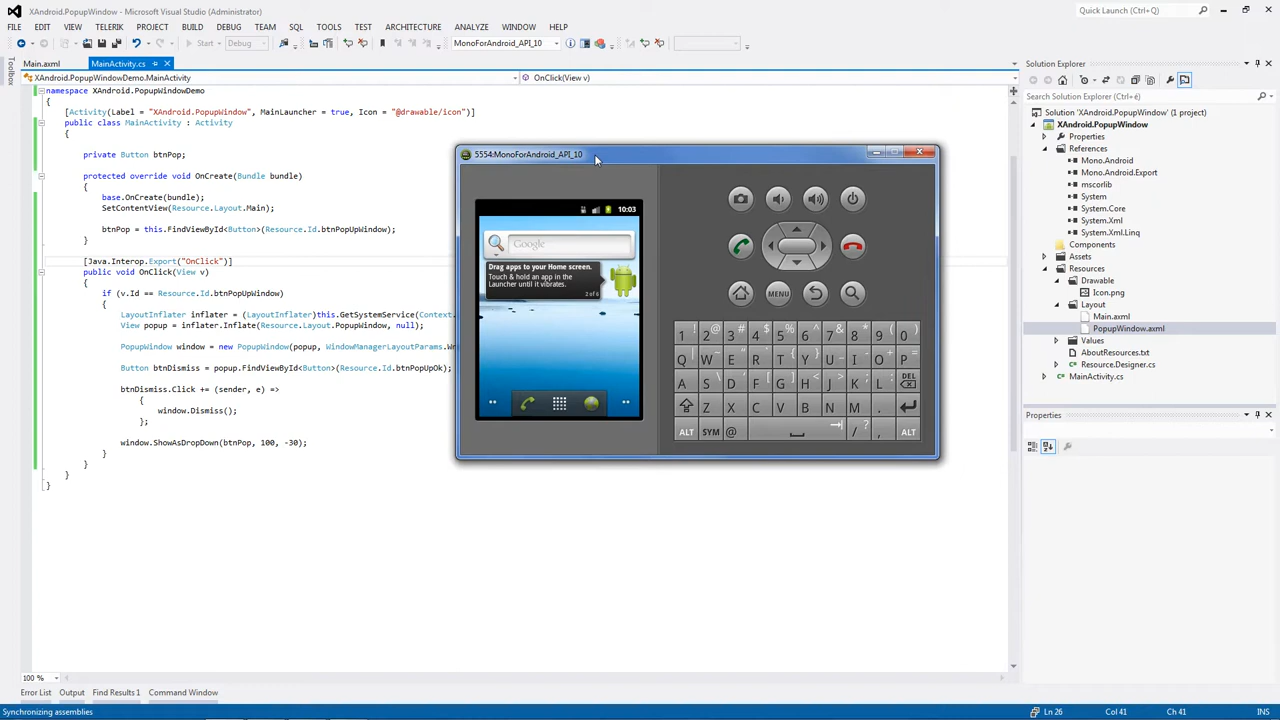 XAndroid.PopupWindow - Microsoft Visual Studio (Administrator)
Quick Launch (Ctrl+Q)
FILE EDIT VIEW TELERIK PROJECT BUILD DEBUG TEAM SQL TOOLS TEST ARCHITECTURE ANALYZE WINDOW HELP
Start Debug MonoForAndroid_API_10
Toolbox
Main.axml MainActivity.cs
XAndroid.PopupWindowDemo.MainActivity OnClick(View v)
namespace XAndroid.PopupWindowDemo
{
[Activity(Label = "XAndroid.PopupWindow", MainLauncher = true, Icon = "@drawable/icon")]
public class MainActivity : Activity
{
private Button btnPop;
protected override void OnCreate(Bundle bundle)
{
base.OnCreate(bundle);
SetContentView(Resource.Layout.Main);
btnPop = this.FindViewById<Button>(Resource.Id.btnPopUpWindow);
}
[Java.Interop.Export("OnClick")]
public void OnClick(View v)
{
if (v.Id == Resource.Id.btnPopUpWindow)
{
LayoutInflater inflater = (LayoutInflater)this.GetSystemService(Context.
View popup = inflater.Inflate(Resource.Layout.PopupWindow, null);
PopupWindow window = new PopupWindow(popup, WindowManagerLayoutParams.
Button btnDismiss = popup.FindViewById<Button>(Resource.Id.btnPopUpOk);
btnDismiss.Click += (sender, e) =>
{
window.Dismiss();
};
window.ShowAsDropDown(btnPop, 100, -30);
}
}
}
}
5554:MonoForAndroid_API_10
10:03
Google
Drag apps to your Home screen.
Touch & hold an app in the
Launcher until it vibrates.
2 of 6
MENU
1 ! 2 @ 3 # 4 $ 5 % 6 ^ 7 & 8 * 9 ( 0 )
Q W ~ E " R ` T { Y } U _ I - O + P =
A S \ D ' F [ G ] H < J > K ; L : DEL
Z X C V B N M .
ALT SYM @ / ? , ALT
Solution Explorer
Search Solution Explorer (Ctrl+è)
Solution 'XAndroid.PopupWindow' (1 project)
XAndroid.PopupWindow
Properties
References
Mono.Android
Mono.Android.Export
mscorlib
System
System.Core
System.Xml
System.Xml.Linq
Components
Assets
Resources
Drawable
Icon.png
Layout
Main.axml
PopupWindow.axml
Values
AboutResources.txt
Resource.Designer.cs
MainActivity.cs
Properties
100 %
Error List Output Find Results 1 Command Window
Synchronizing assemblies Ln 26 Col 41 Ch 41 INS